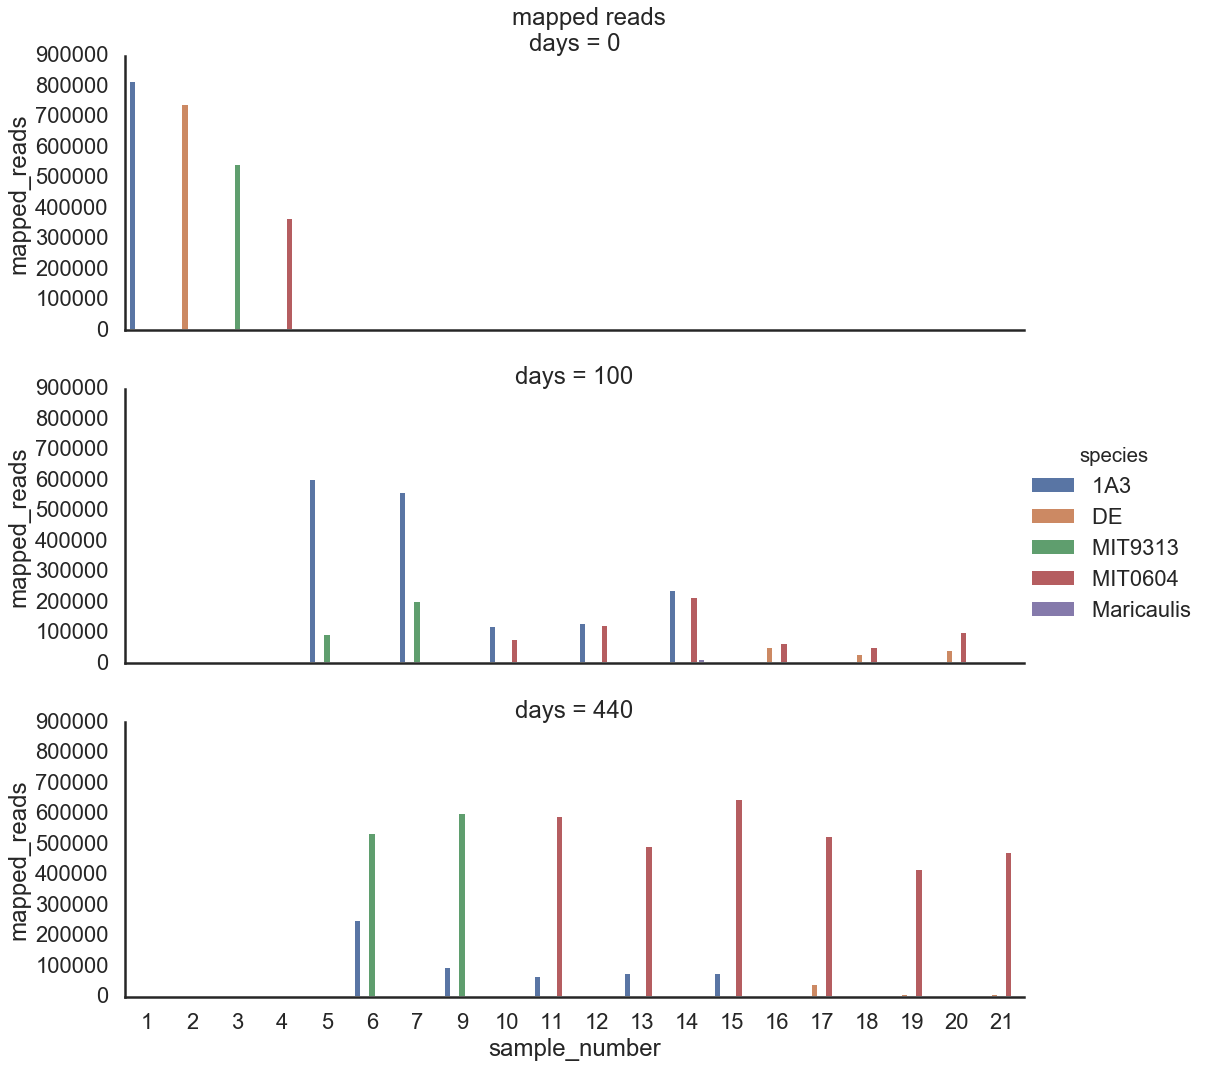 mapped reads
days = 0
900000
800000
700000
600000
500000
400000
300000
200000
100000
0
mapped_reads
days = 100
900000
800000
700000
600000
500000
400000
300000
200000
100000
0
mapped_reads
species
1A3
DE
MIT9313
MIT0604
Maricaulis
days = 440
900000
800000
700000
600000
500000
400000
300000
200000
100000
0
mapped_reads
1 2 3 4 5 6 7 9 10 11 12 13 14 15 16 17 18 19 20 21
sample_number